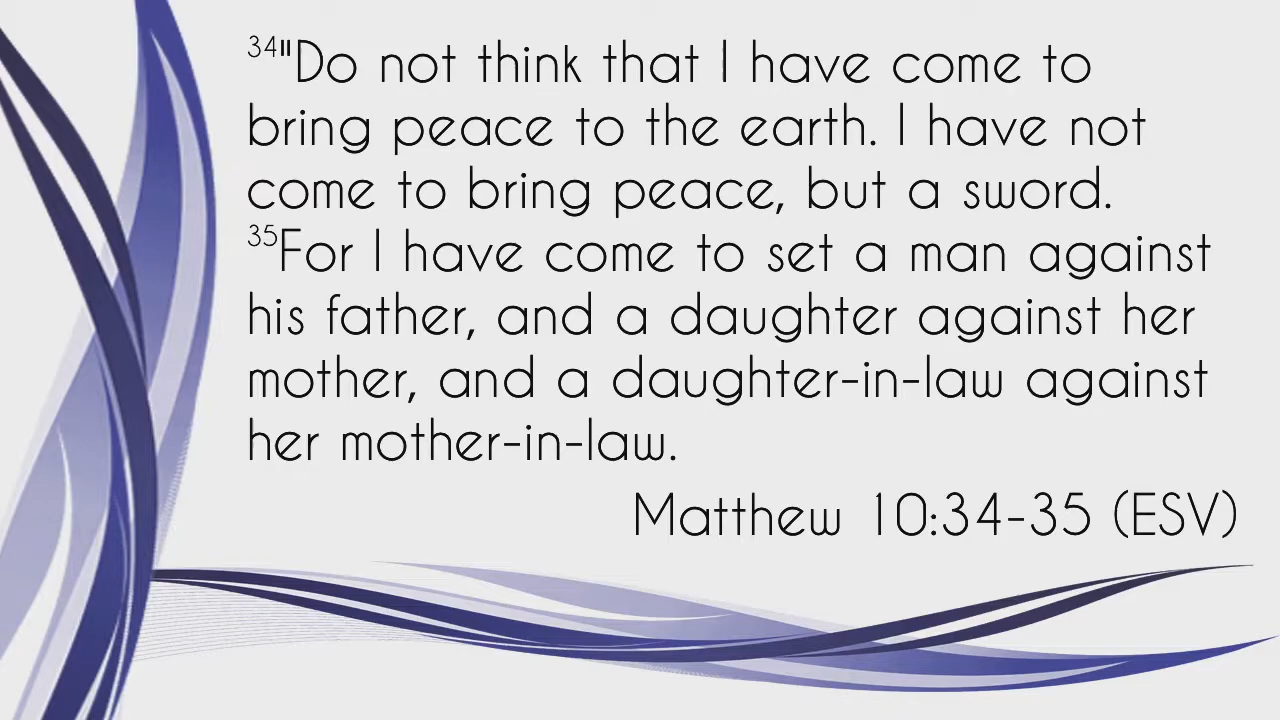 34"Do not think that I have come to
bring peace to the earth. I have not
come to bring peace, but a sword.
35For I have come to set a man against
his father, and a daughter against her
mother, and a daughter-in-law against
her mother-in-law.
Matthew 10:34-35 (ESV)